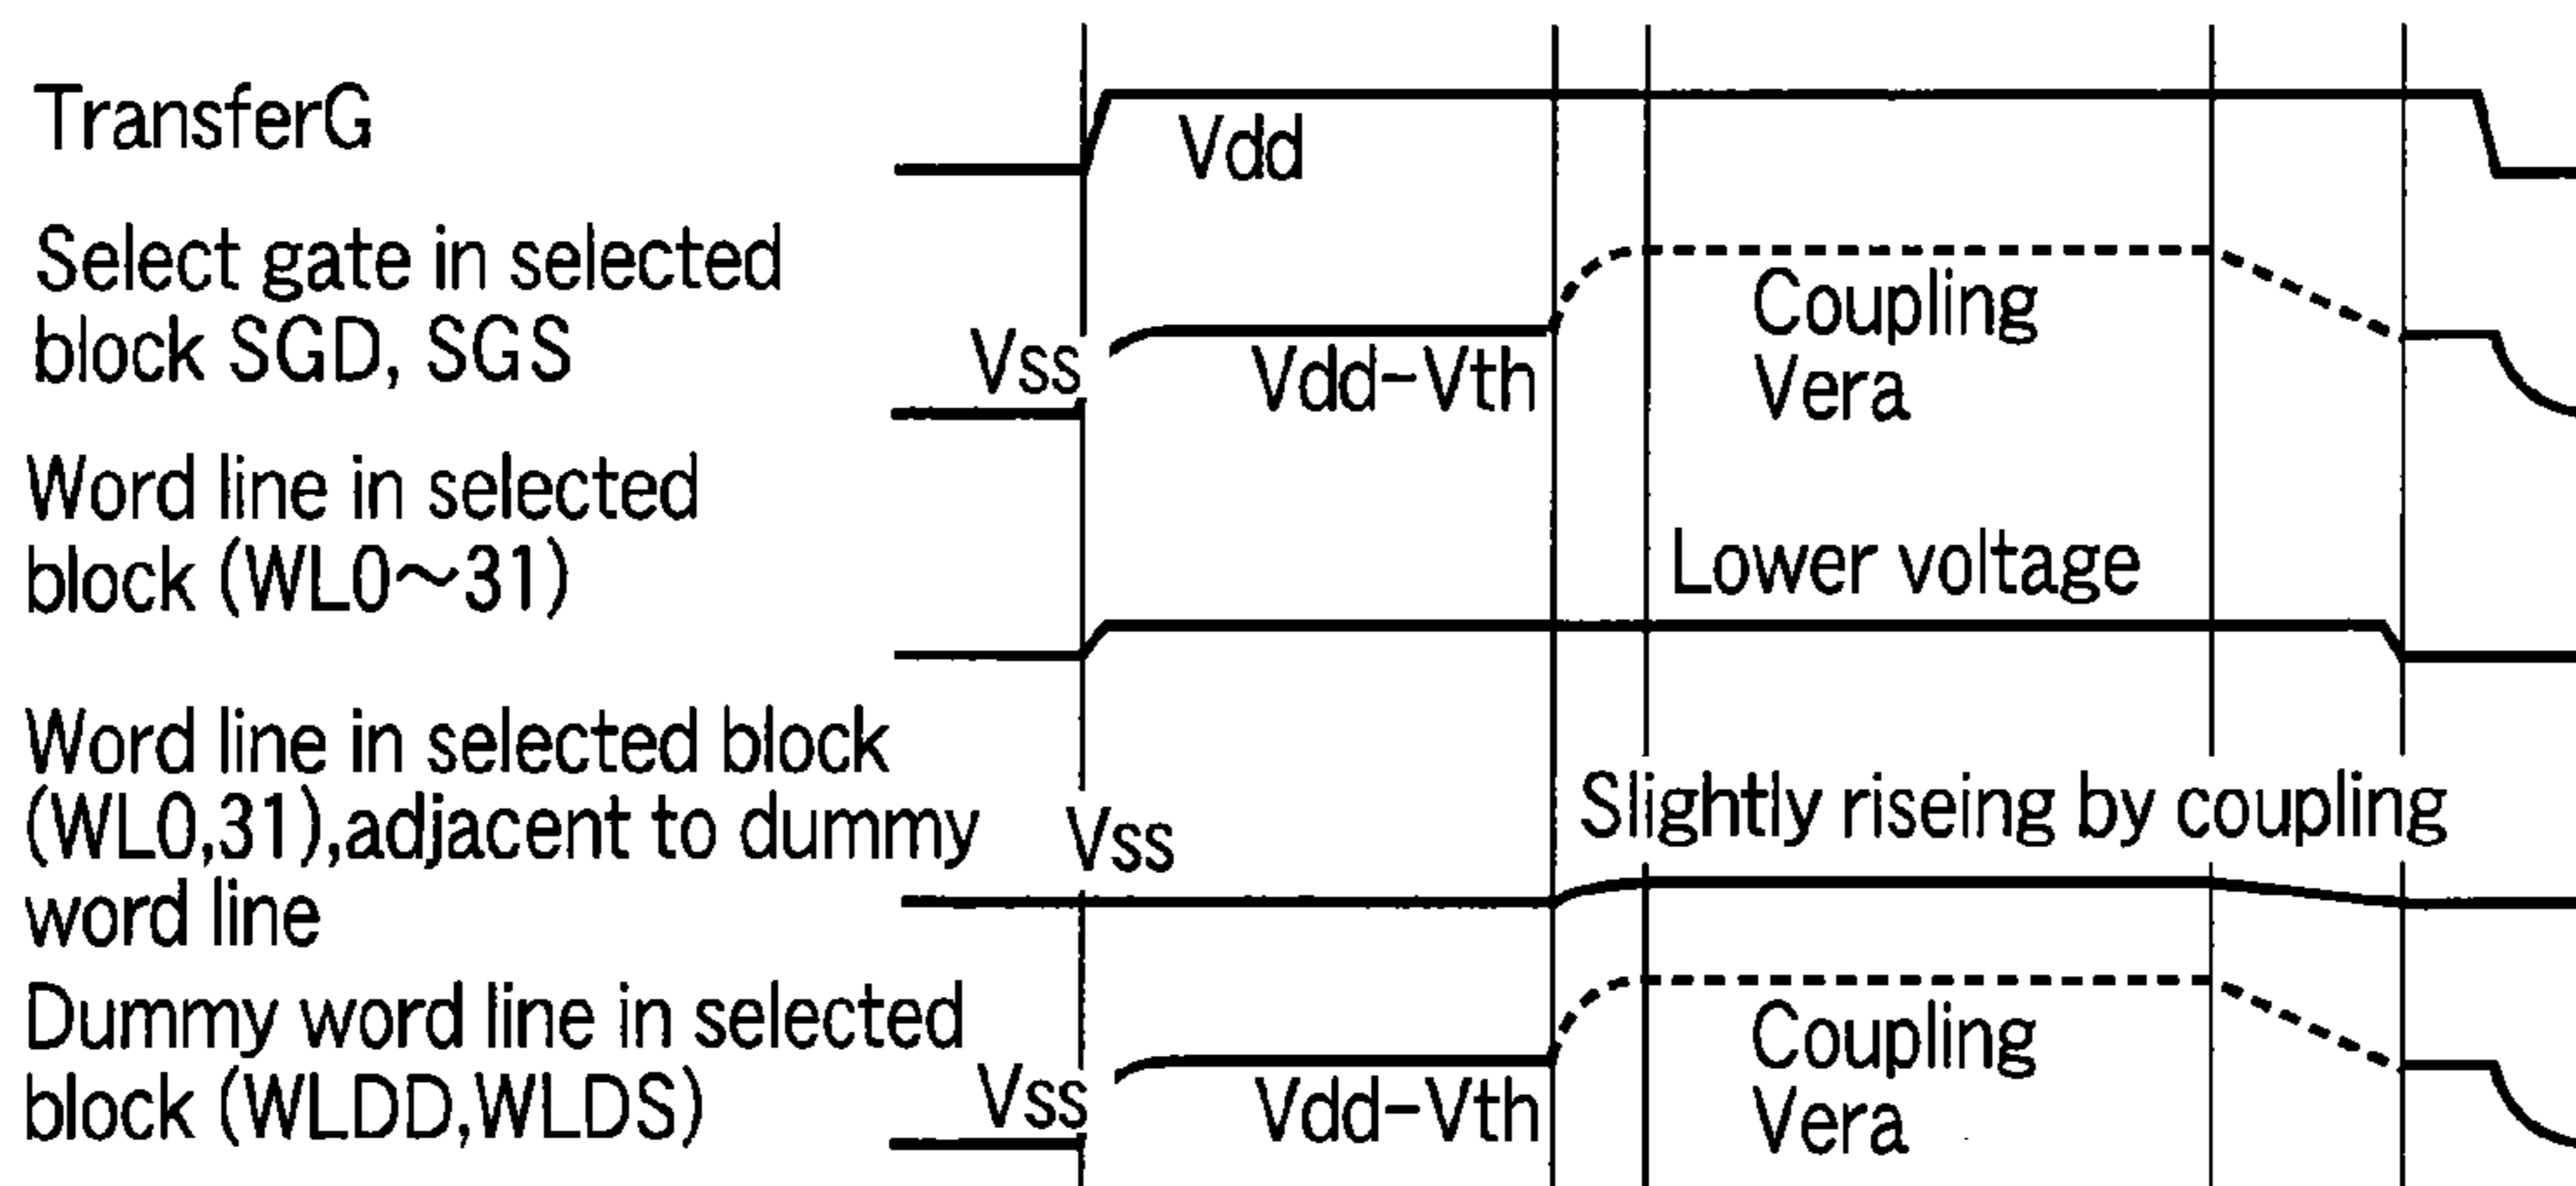 TransferG
Vdd
Select gate in selected
block SGD, SGS
Vss
Vdd-Vth
Coupling
Vera
Word line in selected
block (WL0～31)
Lower voltage
Word line in selected block
(WL0,31),adjacent to dummy
word line
Vss
Slightly riseing by coupling
Dummy word line in selected
block (WLDD,WLDS)
Vss
Vdd-Vth
Coupling
Vera